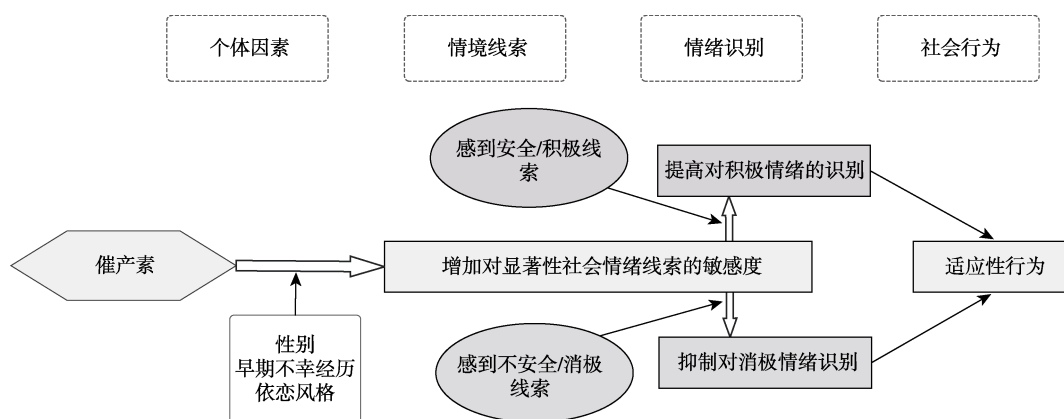 个体因素
情境线索
情绪识别
社会行为
感到安全/积极线
索
提高对积极情绪的识别
催产素
增加对显著性社会情绪线索的敏感度
适应性行为
性别
早期不幸经历
依恋风格
感到不安全/消极
线索
抑制对消极情绪识别